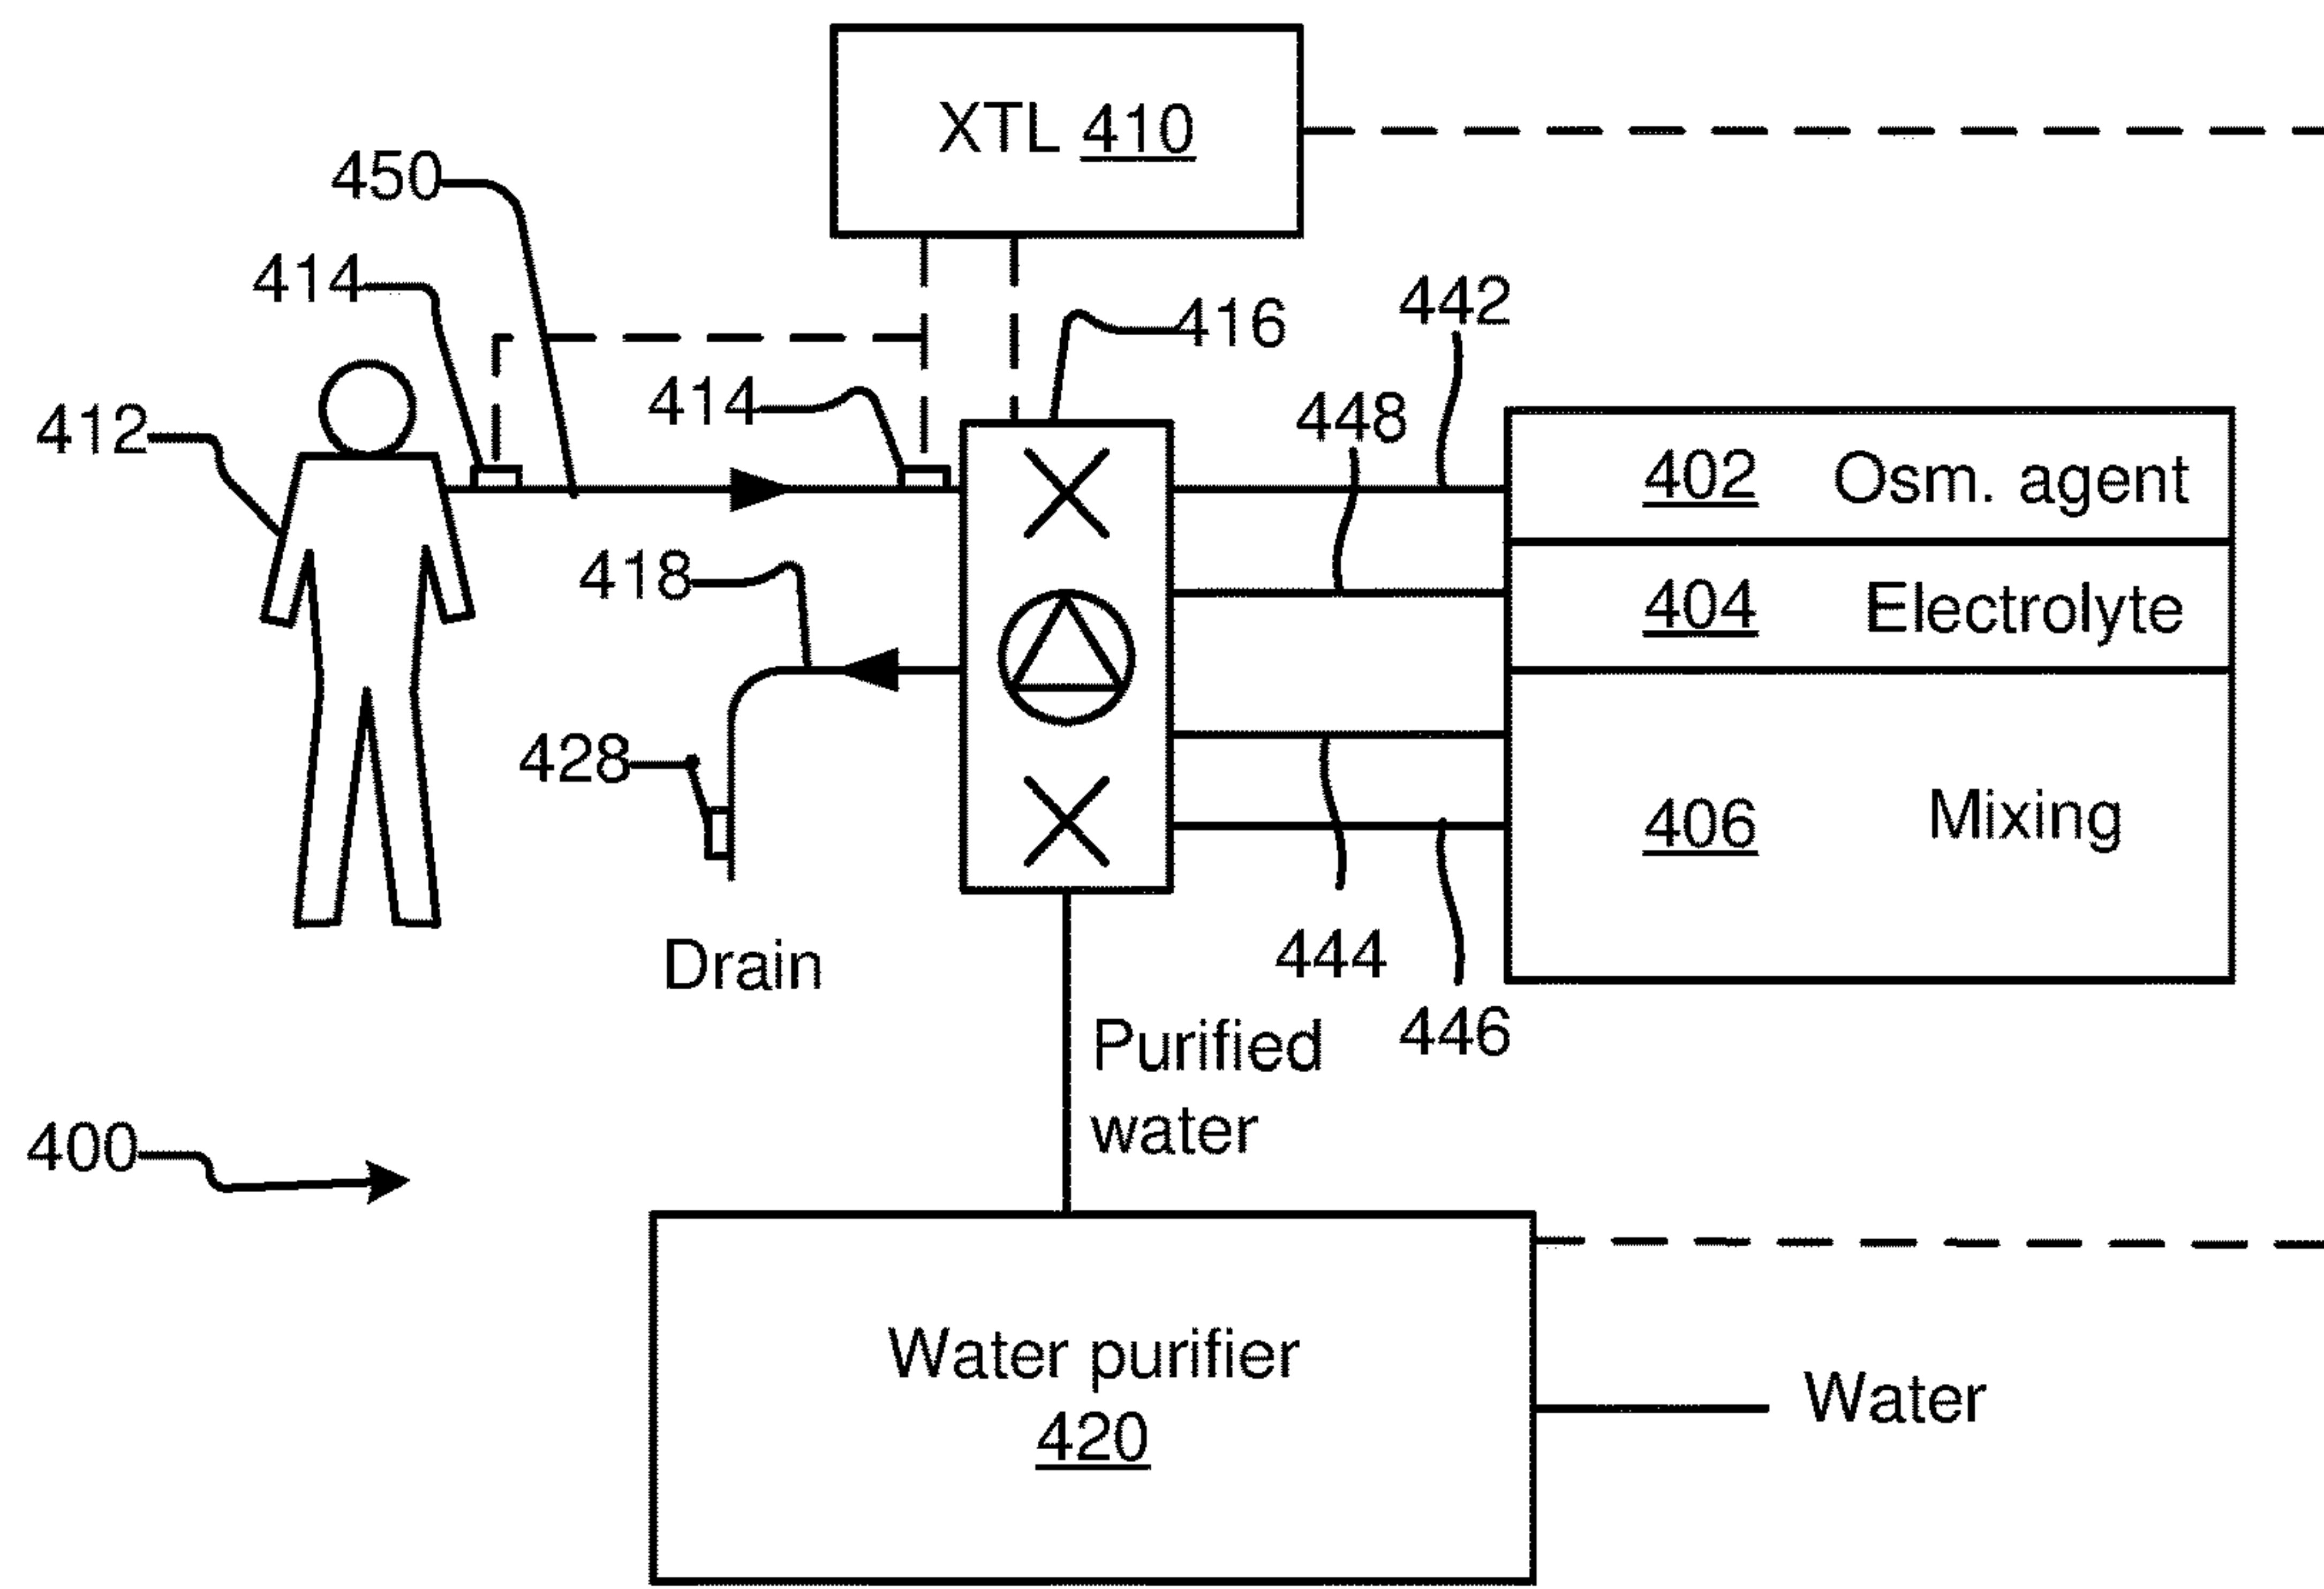 XTL 410
450
414
442
416
414
448
412
402 Osm. agent
418
404 Electrolyte
428
406 Mixing
Drain
444
446
Purified
water
400
Water purifier
420
Water